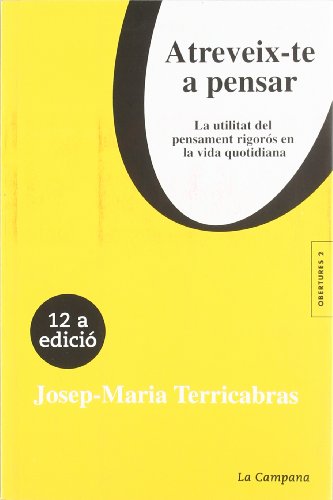 Atreveix-te
a pensar
La utilitat del
pensament rigorós en
la vida quotidiana
OBERTURES 2
12 a
edició
Josep-Maria Terricabras
La Campana